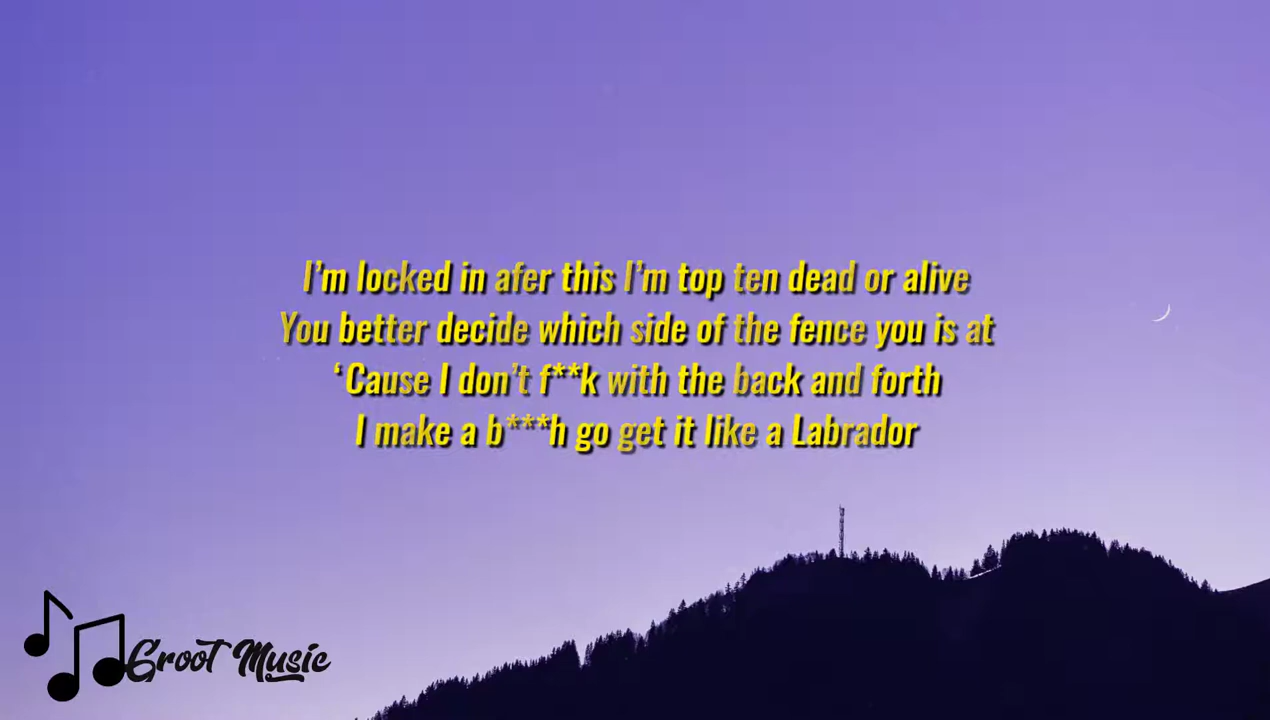 I’m locked in afer this I’m top ten dead or alive
You better decide which side of the fence you is at
‘Cause I don’t f**k with the back and forth
I make a b***h go get it like a Labrador
Groot Music